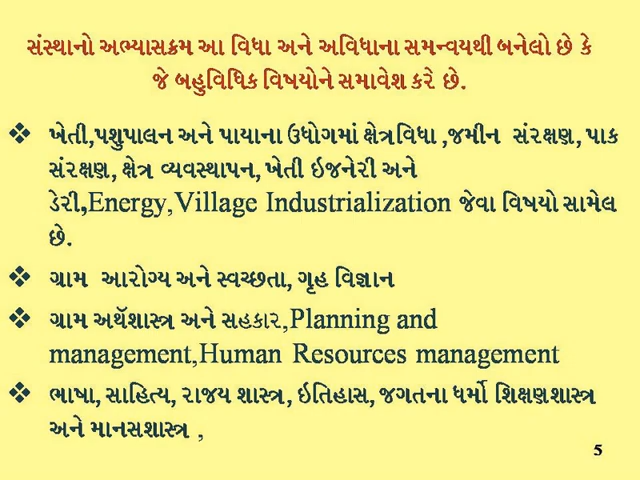 સંસ્થાનો અભ્યાસક્રમ આ વિધા અને અવિધાના સમન્વયથી બનેલો છે કે
જે બહુવિધિક વિષયોને સમાવેશ કરે છે.
❖ ખેતી,પશુપાલન અને પાયાના ઉધોગમાં ક્ષેત્રવિધા ,જમીન સંરક્ષણ, પાક
સંરક્ષણ, ક્ષેત્ર વ્યવસ્થાપન, ખેતી ઇજનેરી અને
ડેરી,Energy,Village Industrialization જેવા વિષયો સામેલ
છે.
❖ ગ્રામ આરોગ્ય અને સ્વચ્છતા, ગૃહ વિજ્ઞાન
❖ ગ્રામ અર્થશાસ્ત્ર અને સહકાર,Planning and
management,Human Resources management
❖ ભાષા, સાહિત્ય, રાજય શાસ્ત્ર, ઇતિહાસ, જગતના ધર્મો શિક્ષણશાસ્ત્ર
અને માનસશાસ્ત્ર ,
5